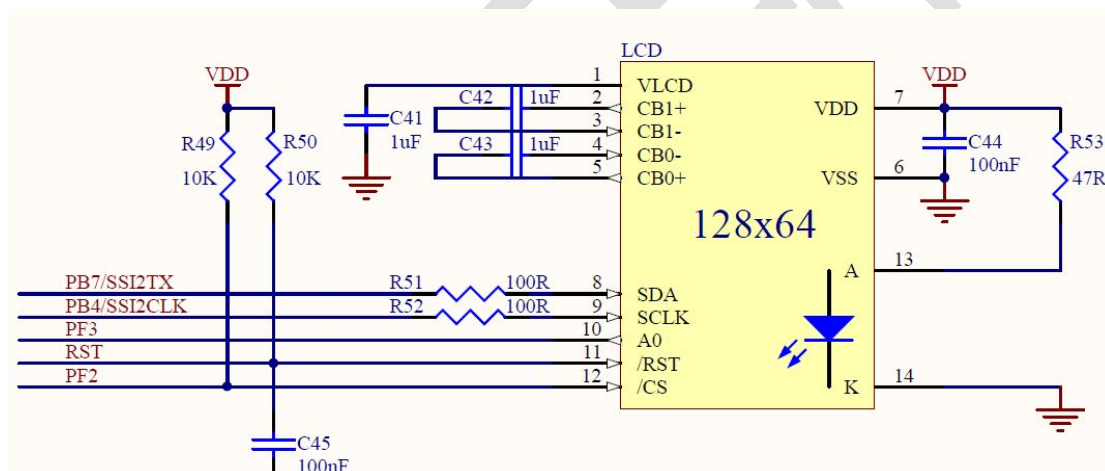 LCD
VDD
R49
10K
R50
10K
C41
1uF
C42
1uF
C43
1uF
1
2
3
4
5
VLCD
CB1+
CB1-
CB0-
CB0+
VDD
VSS
7
6
VDD
C44
100nF
R53
47R
128x64
PB7/SSI2TX
PB4/SSI2CLK
PF3
RST
PF2
R51
100R
R52
100R
8
9
10
11
12
SDA
SCLK
A0
/RST
/CS
A
13
K
14
C45
100nF